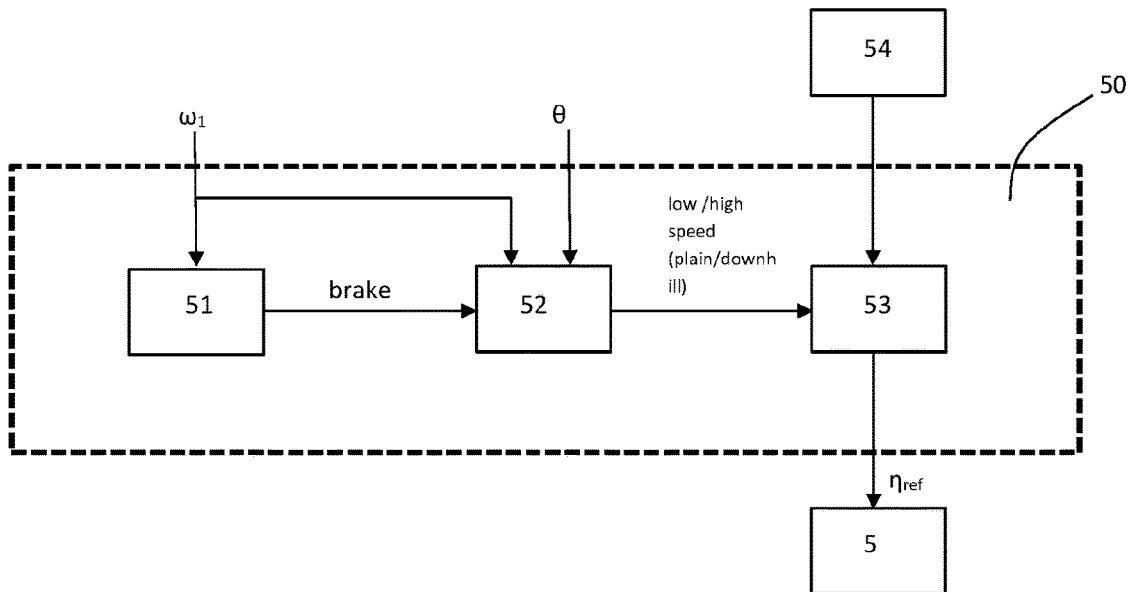 54
50
ω₁
θ
low /high
speed
(plain/downh
ill)
51
brake
52
53
ηref
5